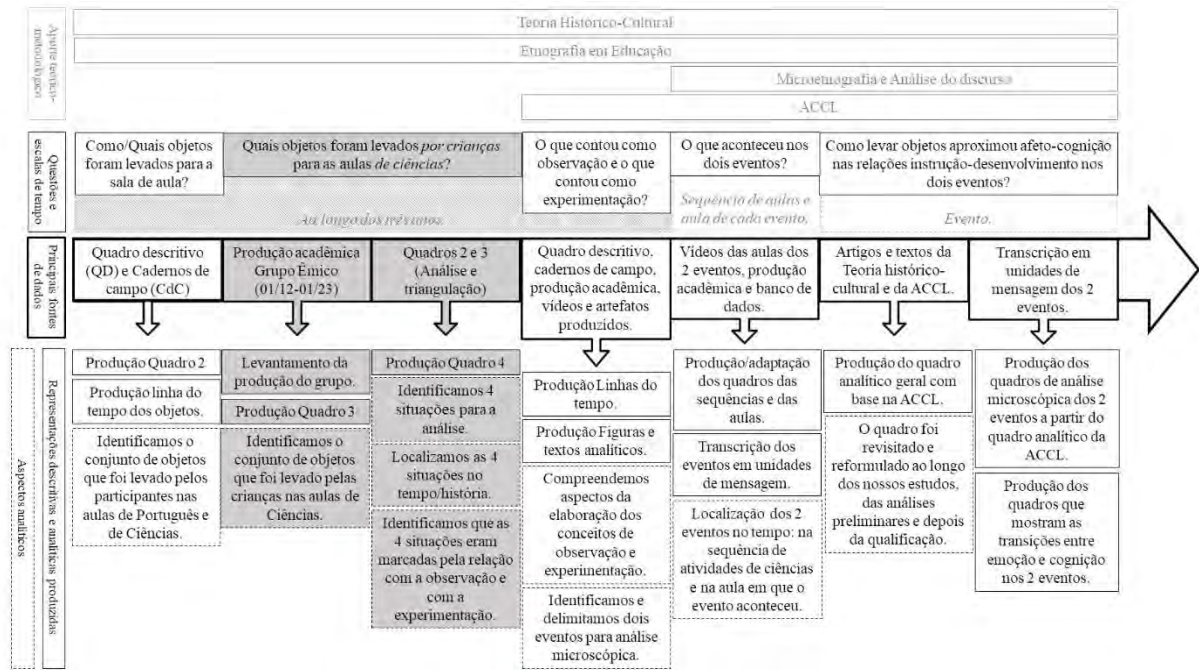 Aporte teórico-
metodológico
Teoria Histórico-Cultural
Etnografia em Educação
Microetnografia e Análise do discurso
ACCL
Questões e
escalas de tempo
Como/Quais objetos
foram levados para a
sala de aula?
Quais objetos foram levados por crianças
para as aulas de ciências?
Ao longo dos três anos.
O que contou como
observação e o que
contou como
experimentação?
O que aconteceu nos
dois eventos?
Sequência de aulas e
aula de cada evento.
Como levar objetos aproximou afeto-cognição
nas relações instrução-desenvolvimento nos
dois eventos?
Evento.
Principais fontes
de dados
Quadro descritivo
(QD) e Cadernos de
campo (CdC)
Produção acadêmica
Grupo Êmico
(01/12-01/23)
Quadros 2 e 3
(Análise e
triangulação)
Quadro descritivo,
cadernos de campo,
produção acadêmica,
vídeos e artefatos
produzidos.
Vídeos das aulas dos
2 eventos, produção
acadêmica e banco de
dados.
Artigos e textos da
Teoria histórico-
cultural e da ACCL.
Transcrição em
unidades de
mensagem dos 2
eventos.
Aspectos analíticos
Representações descritivas e analíticas produzidas
Produção Quadro 2
Produção linha do
tempo dos objetos.
Identificamos o
conjunto de objetos
que foi levado pelos
participantes nas
aulas de Português e
de Ciências.
Levantamento da
produção do grupo.
Produção Quadro 3
Identificamos o
conjunto de objetos
que foi levado pelas
crianças nas aulas de
Ciências.
Produção Quadro 4
Identificamos 4
situações para a
análise.
Localizamos as 4
situações no
tempo/história.
Identificamos que as
4 situações eram
marcadas pela relação
com a observação e
com a
experimentação.
Produção Linhas do
tempo.
Produção Figuras e
textos analíticos.
Compreendemos
aspectos da
elaboração dos
conceitos de
observação e
experimentação.
Identificamos e
delimitamos dois
eventos para análise
microscópica.
Produção/adaptação
dos quadros das
sequências e das
aulas.
Transcrição dos
eventos em unidades
de mensagem.
Localização dos 2
eventos no tempo: na
sequência de
atividades de ciências
e na aula em que o
evento aconteceu.
Produção do quadro
analítico geral com
base na ACCL.
O quadro foi
revisitado e
reformulado ao longo
dos nossos estudos,
das análises
preliminares e depois
da qualificação.
Produção dos
quadros de análise
microscópica dos 2
eventos a partir do
quadro analítico da
ACCL.
Produção dos
quadros que
mostram as
transições entre
emoção e cognição
nos 2 eventos.